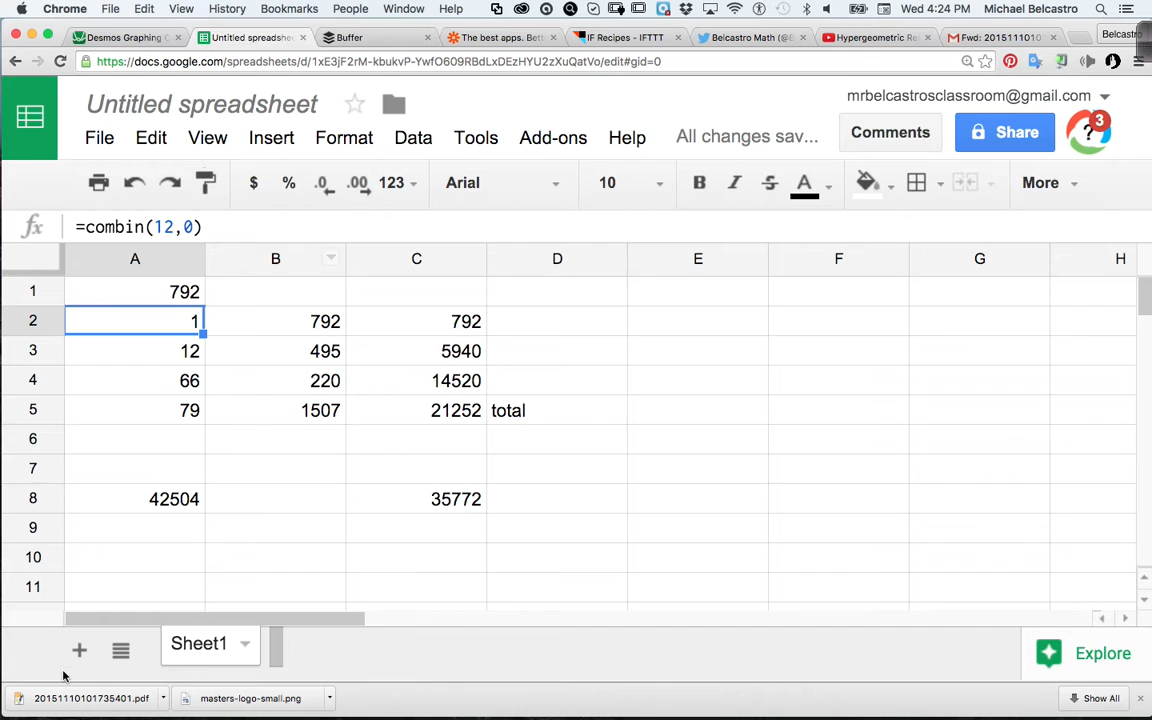 Chrome File Edit View History Bookmarks People Window Help Wed 4:24 PM Michael Belcastro
Desmos Graphing C Untitled spreadshe Buffer The best apps. Bett IF Recipes - IFTTT Belcastro Math (@B Hypergeometric Re Fwd: 2015111010 Belcastro
https://docs.google.com/spreadsheets/d/1xE3jF2rM-kbukvP-YwfO609RBdLxDEzHYU2zXuQatVo/edit#gid=0
Untitled spreadsheet mrbelcastrosclassroom@gmail.com
File Edit View Insert Format Data Tools Add-ons Help All changes sav... Comments Share 3
$ % .0 .00 123 Arial 10 B I S A More
fx =combin(12,0)
A B C D E F G H
1 792
2 1 792 792
3 12 495 5940
4 66 220 14520
5 79 1507 21252 total
6
7
8 42504 35772
9
10
11
+ Sheet1 Explore
20151110101735401.pdf masters-logo-small.png Show All